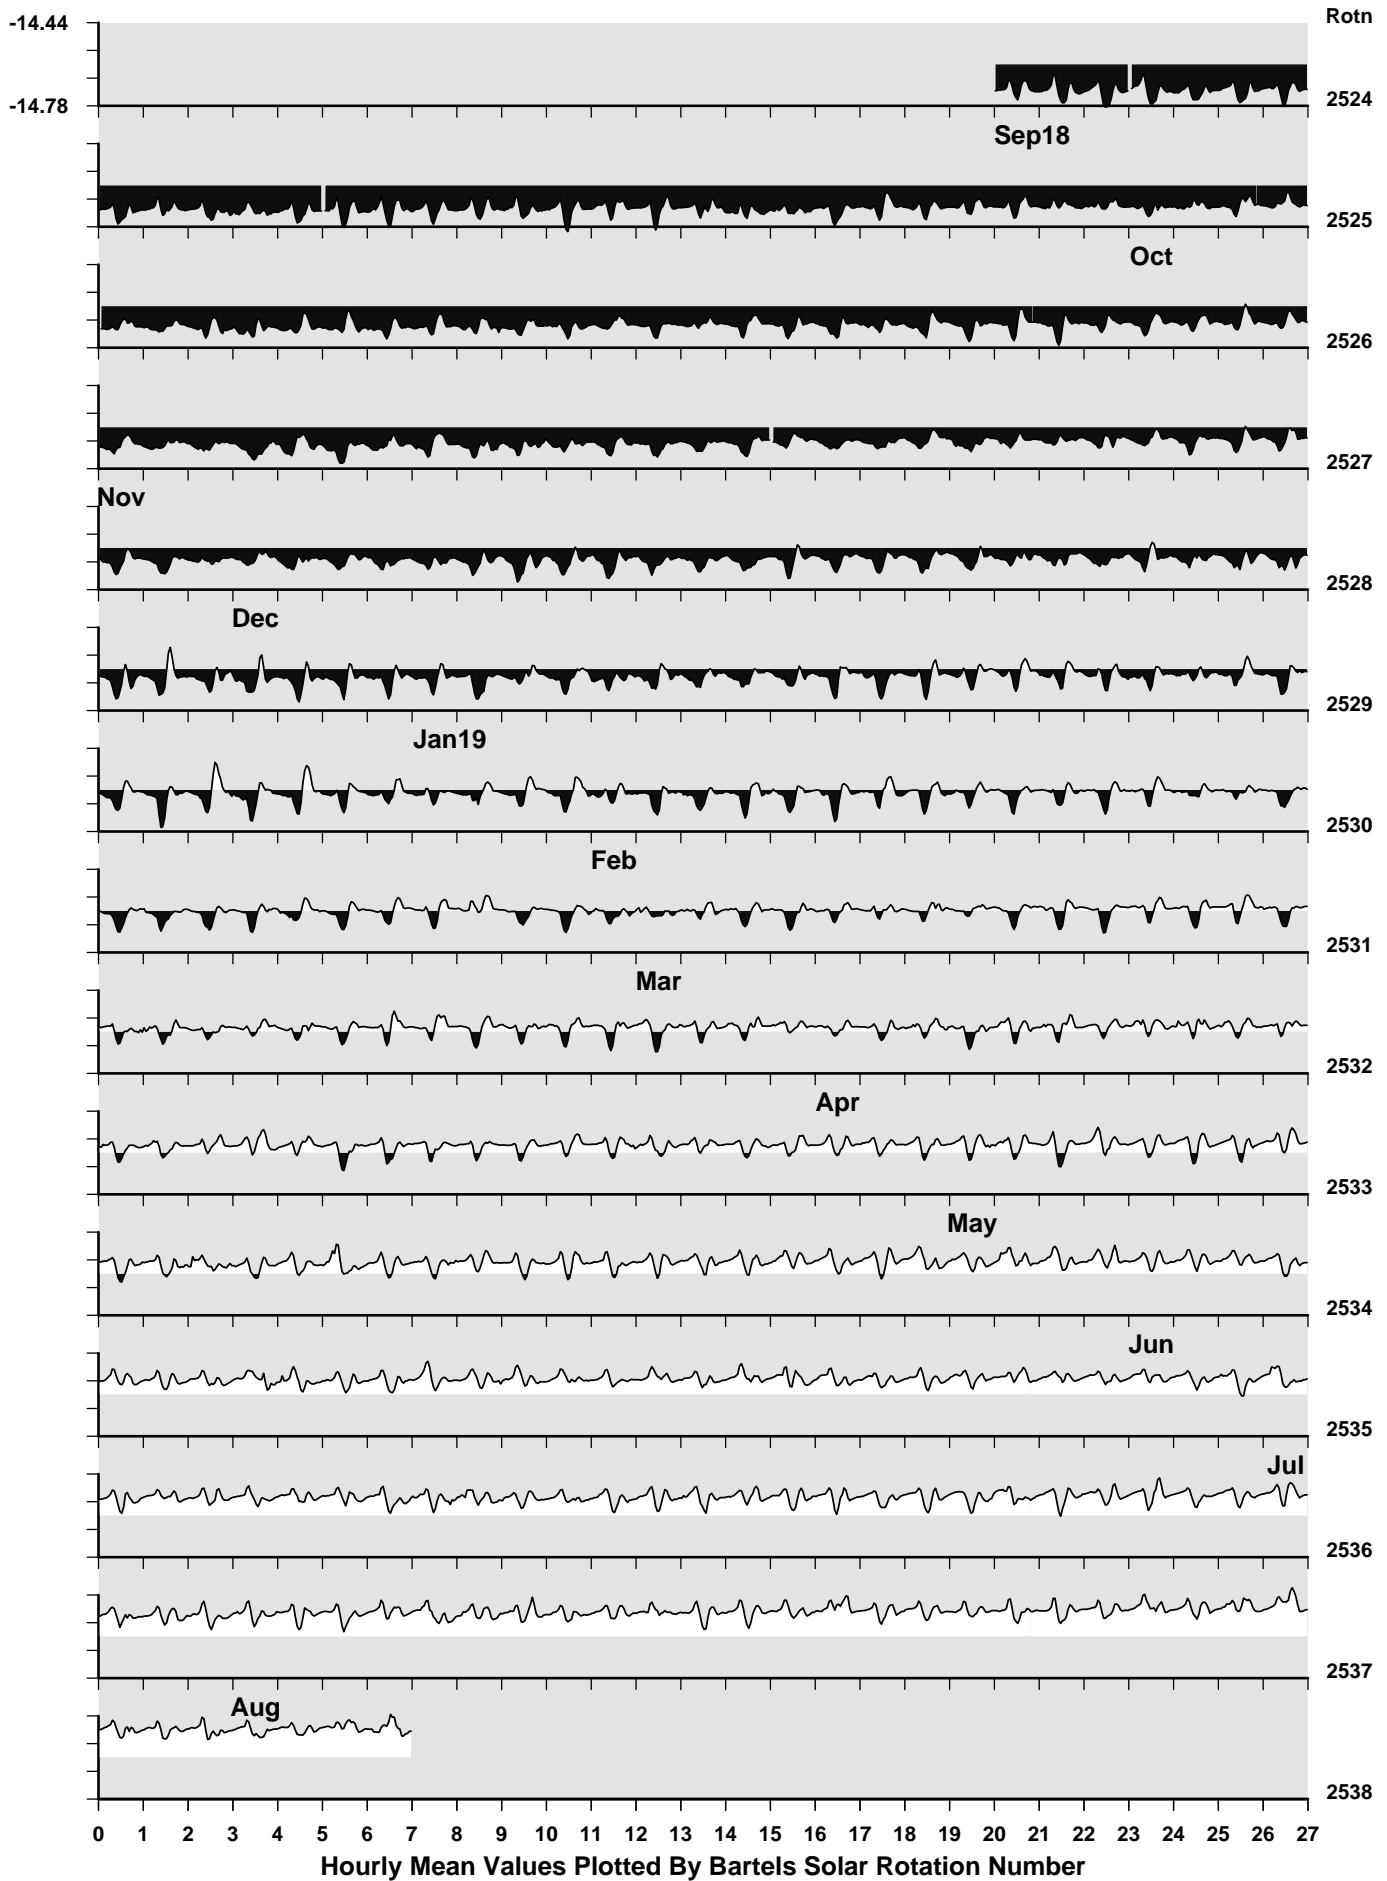 -14.44
Rotn
-14.78
2524
Sep18
2525
Oct
2526
2527
Nov
2528
Dec
2529
Jan19
2530
Feb
2531
Mar
2532
Apr
2533
May
2534
Jun
2535
Jul
2536
2537
Aug
2538
0 1 2 3 4 5 6 7 8 9 10 11 12 13 14 15 16 17 18 19 20 21 22 23 24 25 26 27
Hourly Mean Values Plotted By Bartels Solar Rotation Number